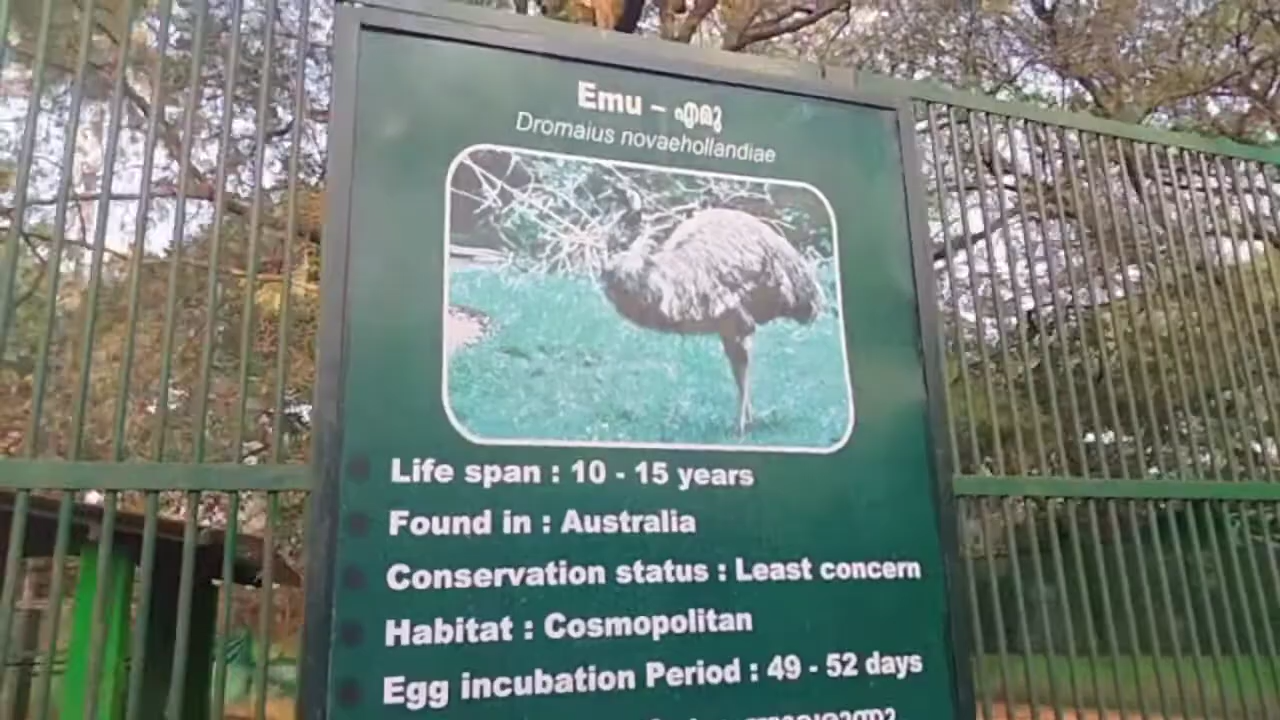 Emu – എമു
Dromaius novaehollandiae
Life span : 10 - 15 years
Found in : Australia
Conservation status : Least concern
Habitat : Cosmopolitan
Egg incubation Period : 49 - 52 days